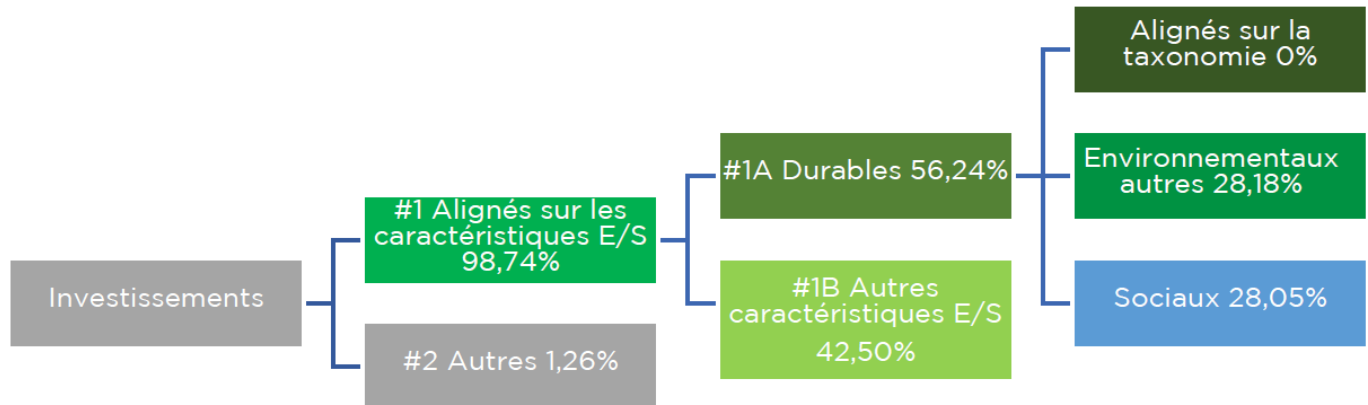 Investissements
#1 Alignés sur les
caractéristiques E/S
98,74%
#2 Autres 1,26%
#1A Durables 56,24%
#1B Autres
caractéristiques E/S
42,50%
Alignés sur la
taxonomie 0%
Environnementaux
autres 28,18%
Sociaux 28,05%